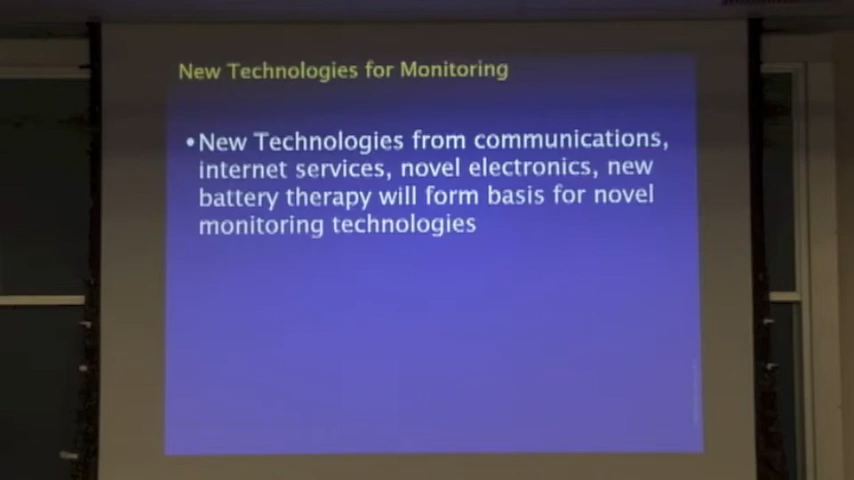 New Technologies for Monitoring
•New Technologies from communications,
internet services, novel electronics, new
battery therapy will form basis for novel
monitoring technologies